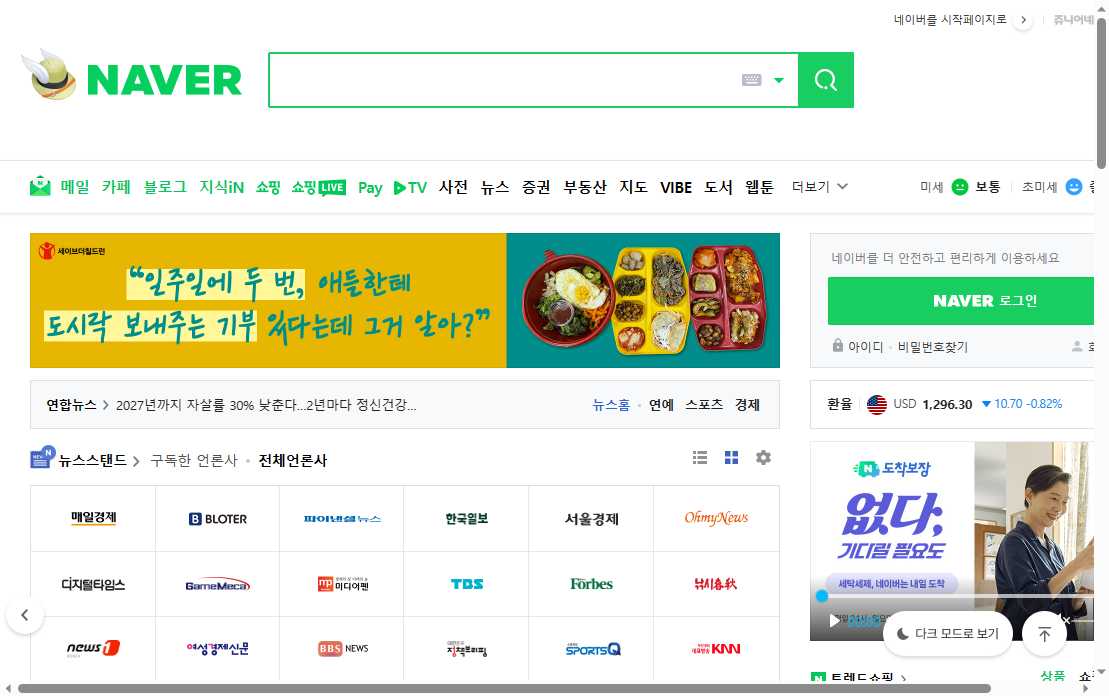 네이버를 시작페이지로
쥬니어네
NAVER
메일 카페 블로그 지식iN 쇼핑 쇼핑LIVE Pay TV 사전 뉴스 증권 부동산 지도 VIBE 도서 웹툰 더보기
미세 보통 초미세
세이브더칠드런
“일주일에 두 번, 애들한테
도시락 보내주는 기부 있다는데 그거 알아?”
네이버를 더 안전하고 편리하게 이용하세요
NAVER 로그인
아이디 · 비밀번호찾기
연합뉴스 > 2027년까지 자살률 30% 낮춘다...2년마다 정신건강...
뉴스홈 · 연예 스포츠 경제
환율 USD 1,296.30 ▼10.70 -0.82%
뉴스스탠드 > 구독한 언론사 · 전체언론사
매일경제 BLOTER 파이낸셜뉴스 한국일보 서울경제 OhmyNews
디지털타임스 GameMeca mp 미디어펜 TBS Forbes 낚시春秋
news1 여성경제신문 BBS NEWS 대한민국 정책브리핑 SPORTSQ KNN
N 도착보장
없다;
기다릴 필요도
세탁세제, 네이버는 내일 도착
다크 모드로 보기
트렌드쇼핑 >
상품